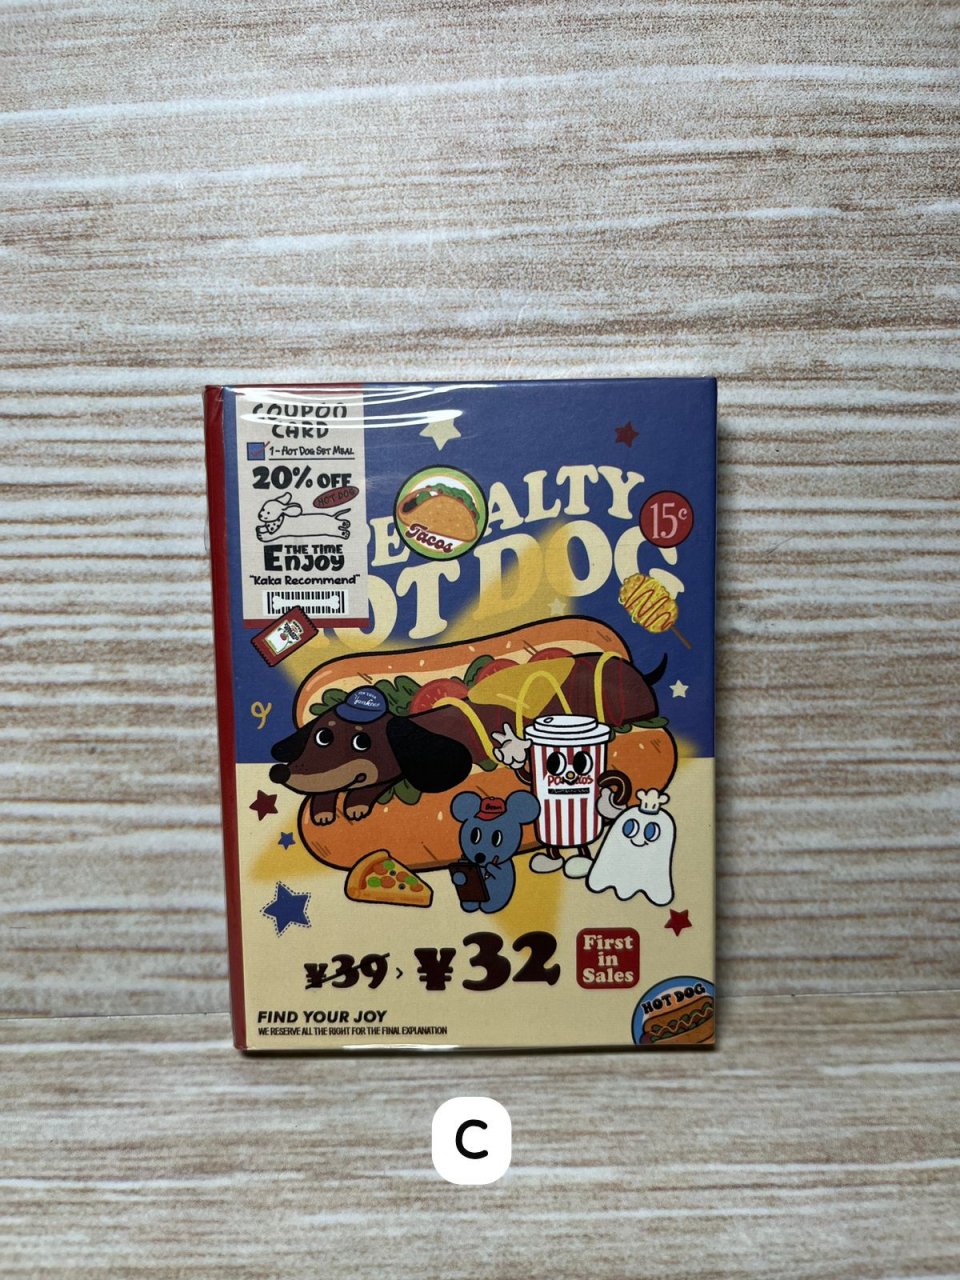 COUPON
CARD
1-HOT DOG SET MEAL
20% OFF
HOT DOG
THE TIME
ENJOY
"Kaka Recommend"
ALTY
OT DOG
Tacos
15¢
Yankees
¥39 > ¥32
First
in
Sales
HOT DOG
FIND YOUR JOY
WE RESERVE ALL THE RIGHT FOR THE FINAL EXPLANATION
C